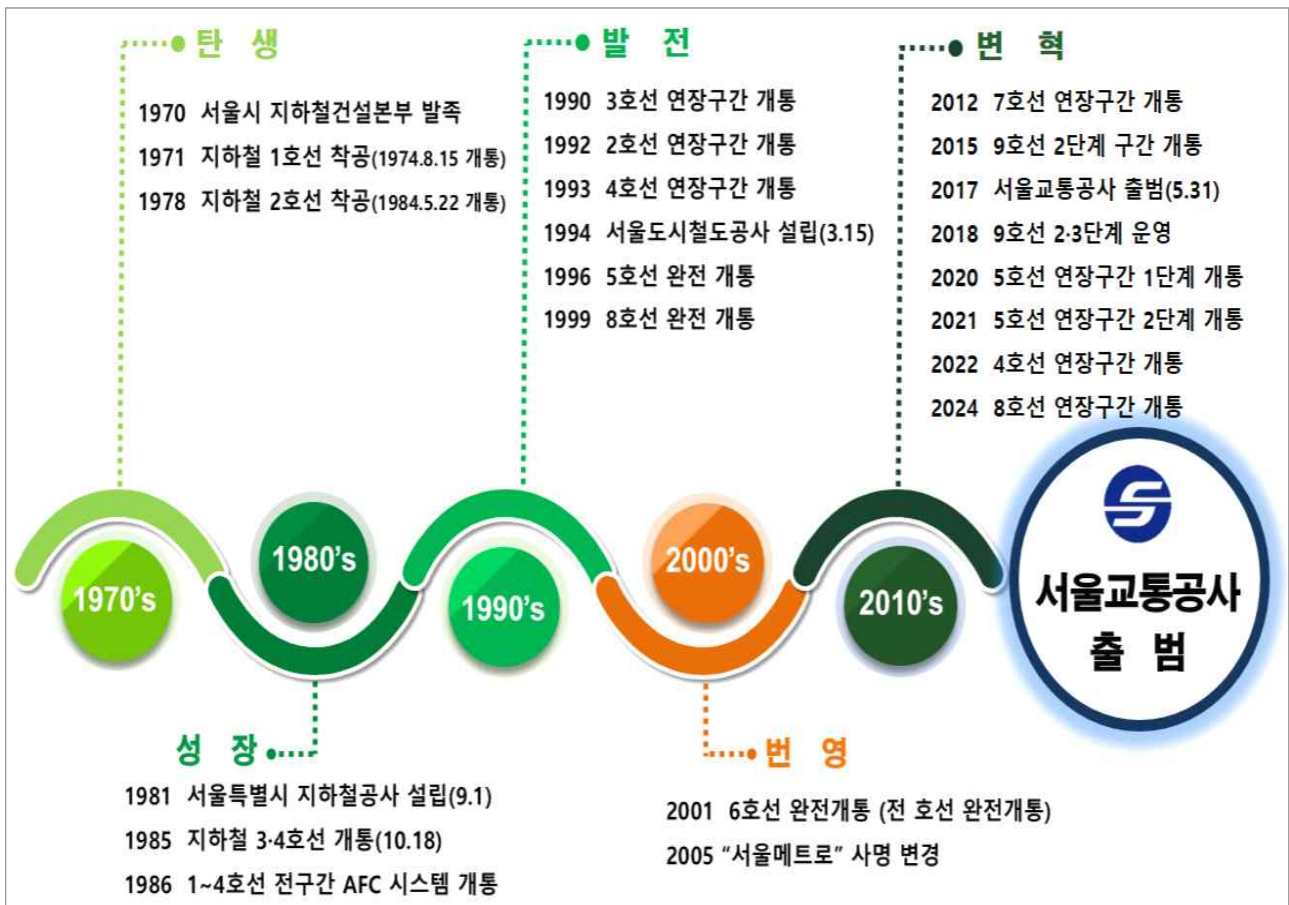 탄 생
1970 서울시 지하철건설본부 발족
1971 지하철 1호선 착공(1974.8.15 개통)
1978 지하철 2호선 착공(1984.5.22 개통)
발 전
1990 3호선 연장구간 개통
1992 2호선 연장구간 개통
1993 4호선 연장구간 개통
1994 서울도시철도공사 설립(3.15)
1996 5호선 완전 개통
1999 8호선 완전 개통
변 혁
2012 7호선 연장구간 개통
2015 9호선 2단계 구간 개통
2017 서울교통공사 출범(5.31)
2018 9호선 2·3단계 운영
2020 5호선 연장구간 1단계 개통
2021 5호선 연장구간 2단계 개통
2022 4호선 연장구간 개통
2024 8호선 연장구간 개통
1970's
1980's
1990's
2000's
2010's
서울교통공사
출 범
성 장
1981 서울특별시 지하철공사 설립(9.1)
1985 지하철 3·4호선 개통(10.18)
1986 1~4호선 전구간 AFC 시스템 개통
번 영
2001 6호선 완전개통 (전 호선 완전개통)
2005 “서울메트로” 사명 변경